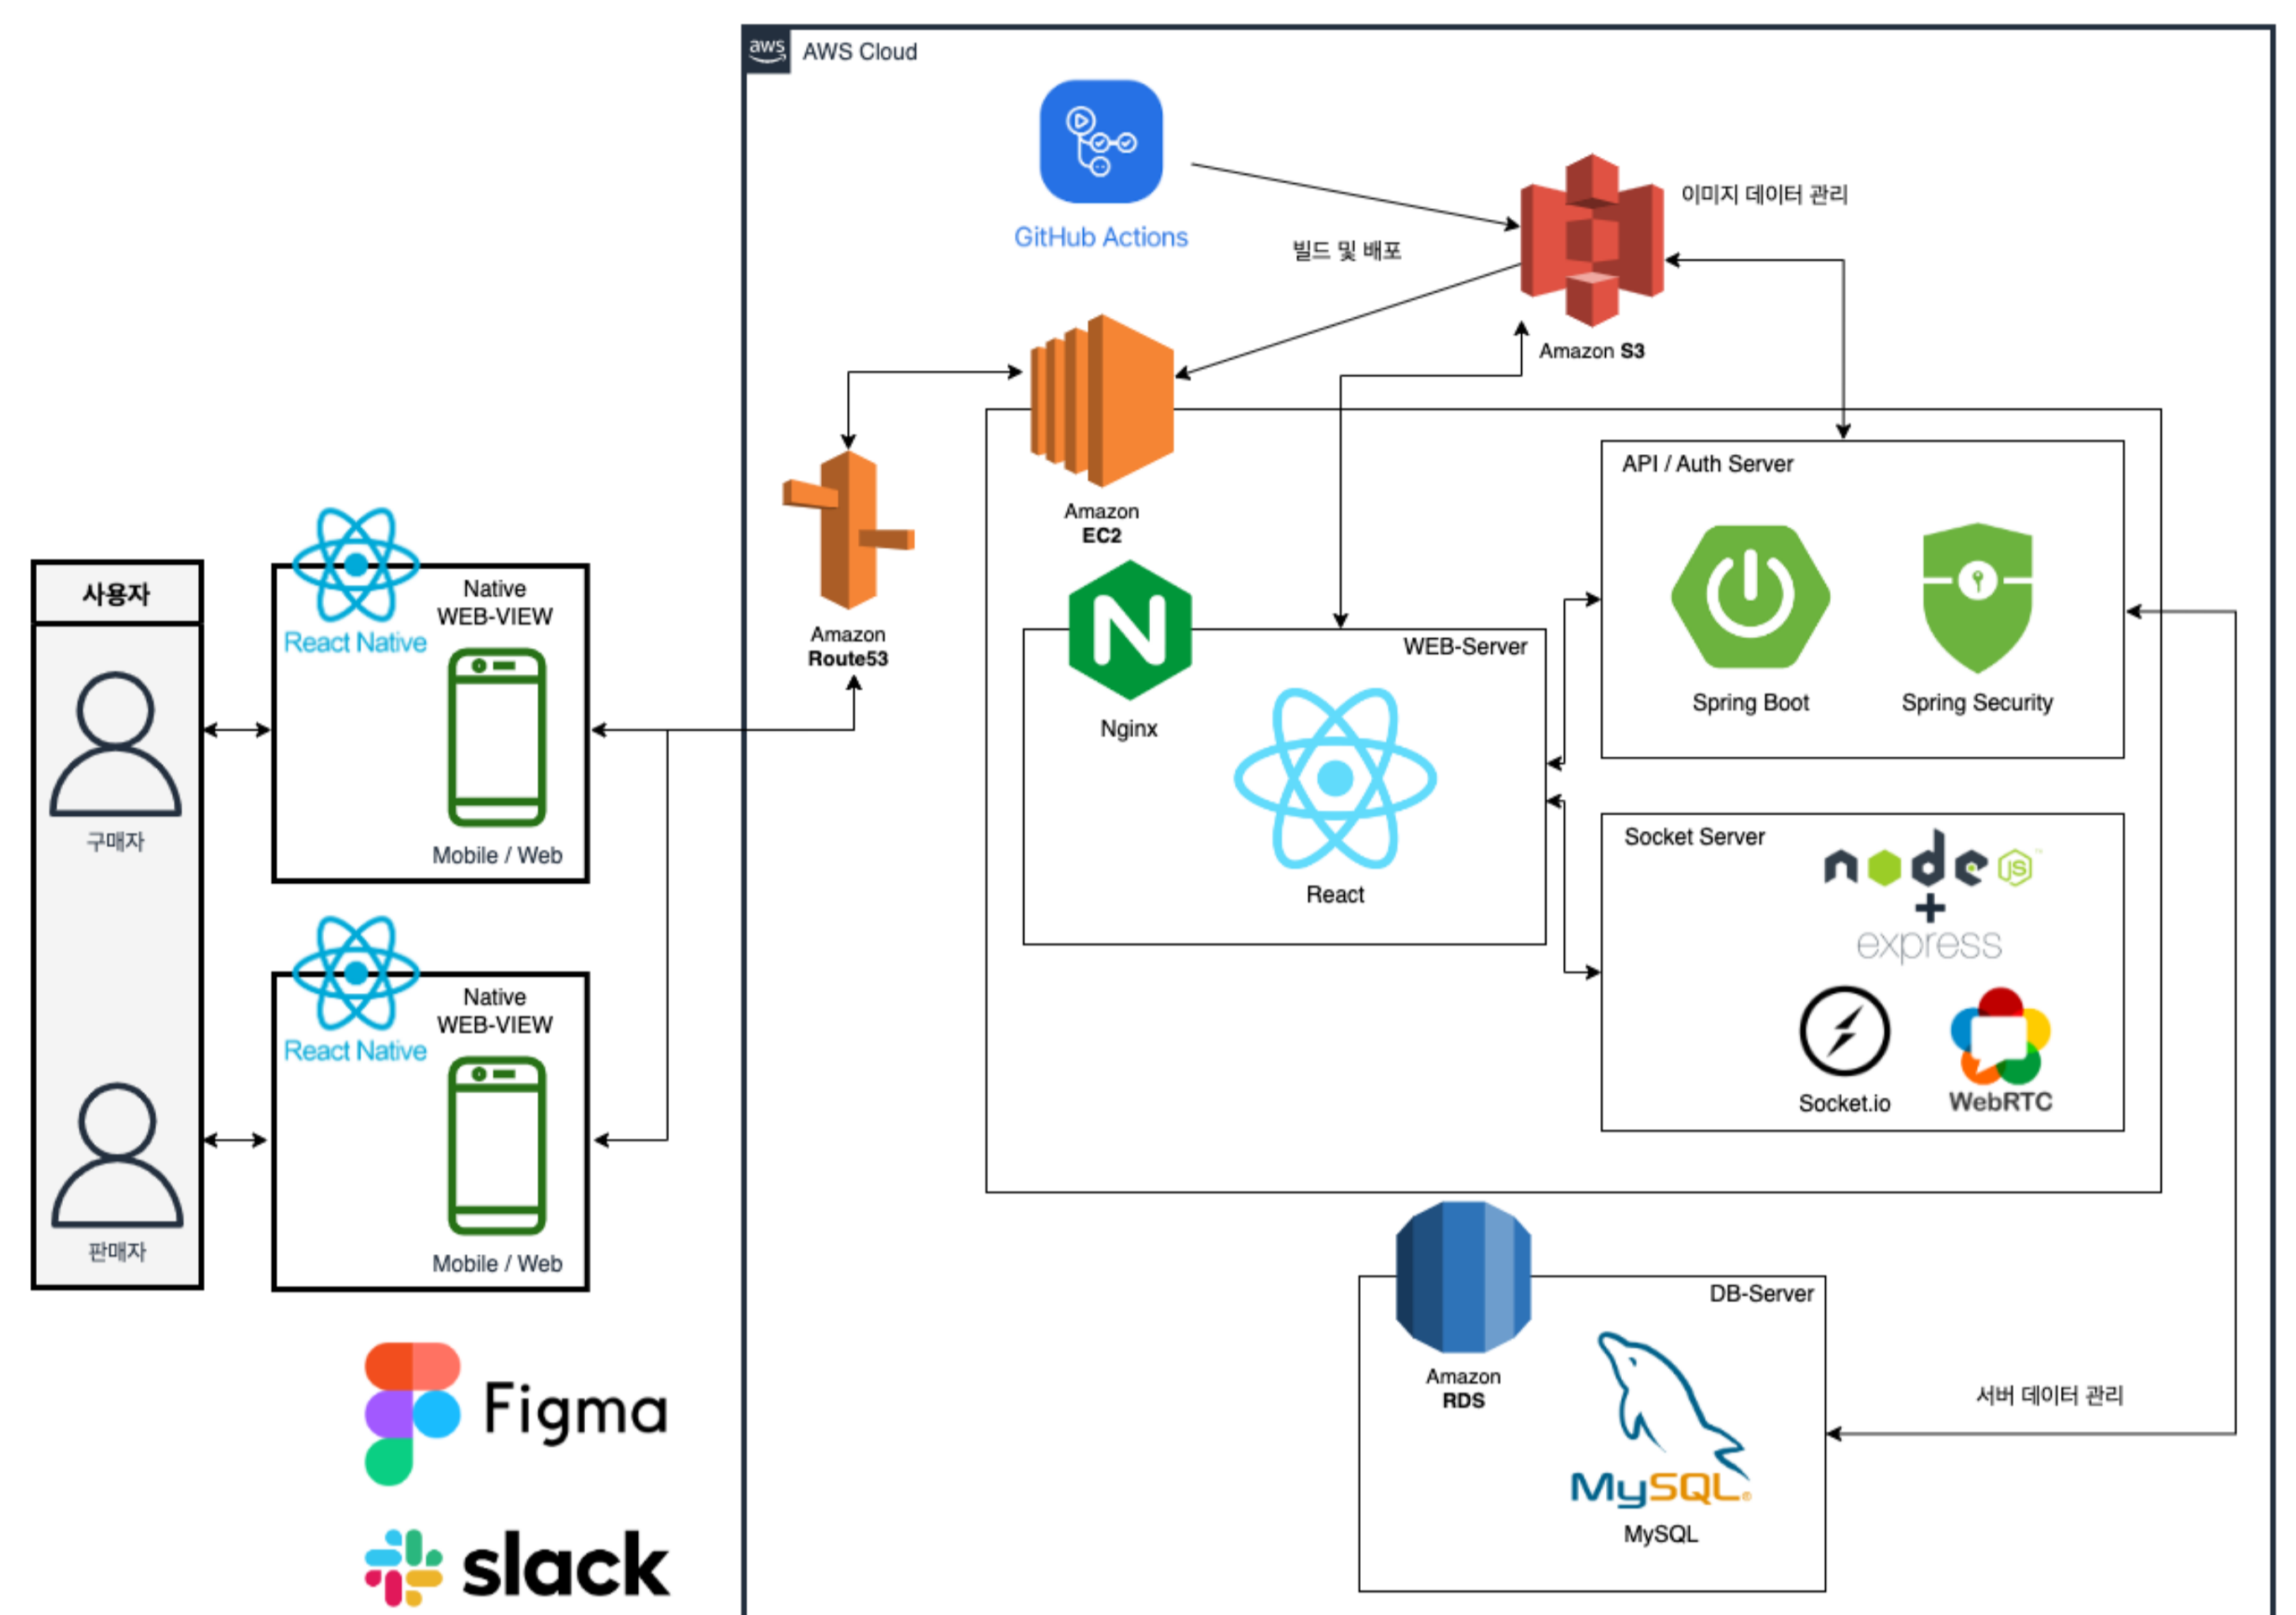 aws
AWS Cloud
GitHub Actions
이미지 데이터 관리
빌드 및 배포
Amazon S3
Amazon
EC2
Amazon
Route53
사용자
구매자
판매자
React Native
Native
WEB-VIEW
Mobile / Web
React Native
Native
WEB-VIEW
Mobile / Web
Figma
slack
WEB-Server
Nginx
React
API / Auth Server
Spring Boot
Spring Security
Socket Server
node
JS
+
express
Socket.io
WebRTC
DB-Server
Amazon
RDS
MySQL
MySQL
서버 데이터 관리